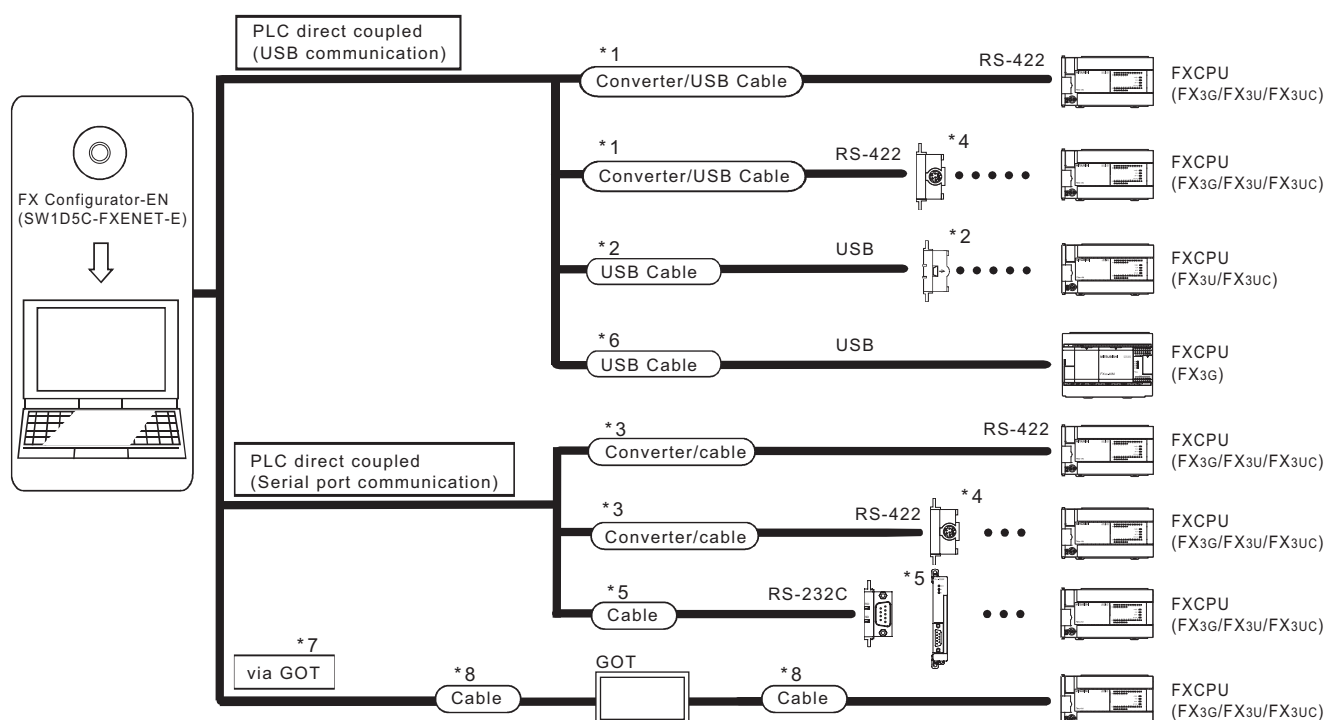 PLC direct coupled
(USB communication)
*1
Converter/USB Cable
RS-422
FXCPU
(FX3G/FX3U/FX3UC)
*1
Converter/USB Cable
RS-422
*4
FXCPU
(FX3G/FX3U/FX3UC)
FX Configurator-EN
(SW1D5C-FXENET-E)
*2
USB Cable
USB
*2
FXCPU
(FX3U/FX3UC)
*6
USB Cable
USB
FXCPU
(FX3G)
PLC direct coupled
(Serial port communication)
*3
Converter/cable
RS-422
FXCPU
(FX3G/FX3U/FX3UC)
*3
Converter/cable
RS-422
*4
FXCPU
(FX3G/FX3U/FX3UC)
*5
Cable
RS-232C
*5
FXCPU
(FX3G/FX3U/FX3UC)
*7
via GOT
*8
Cable
GOT
*8
Cable
FXCPU
(FX3G/FX3U/FX3UC)